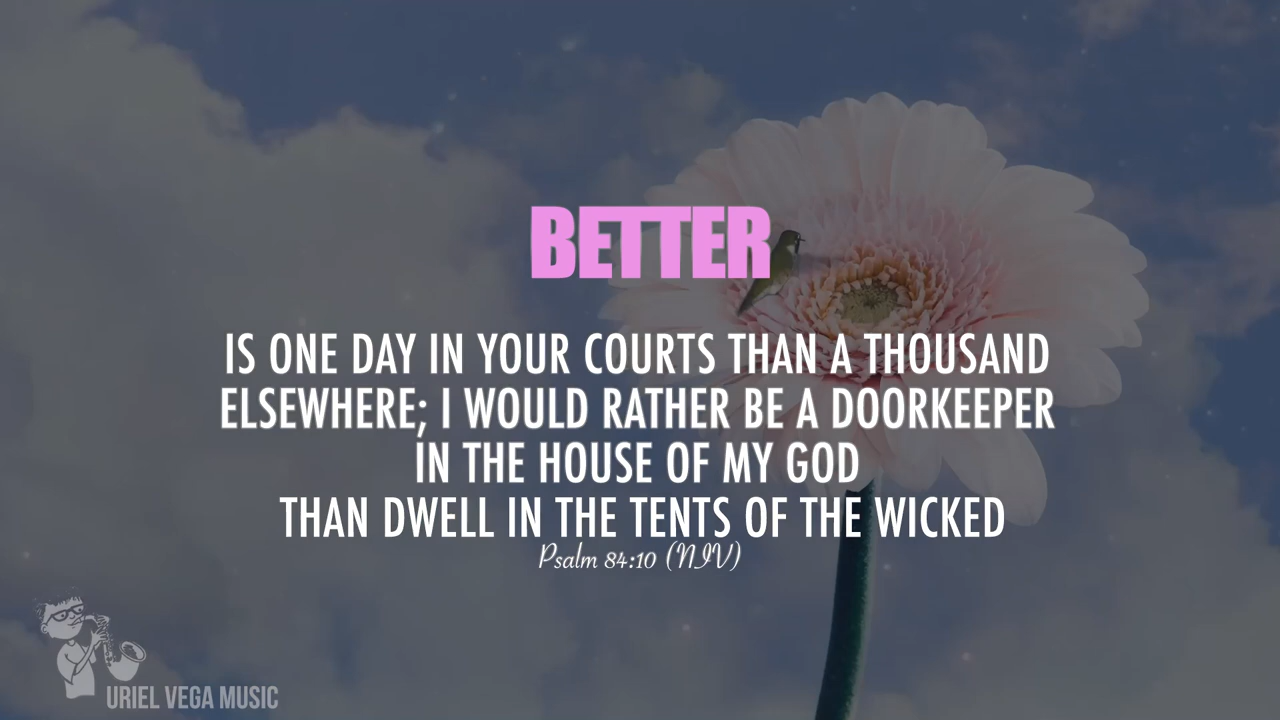 BETTER
IS ONE DAY IN YOUR COURTS THAN A THOUSAND
ELSEWHERE; I WOULD RATHER BE A DOORKEEPER
IN THE HOUSE OF MY GOD
THAN DWELL IN THE TENTS OF THE WICKED
Psalm 84:10 (NIV)
URIEL VEGA MUSIC